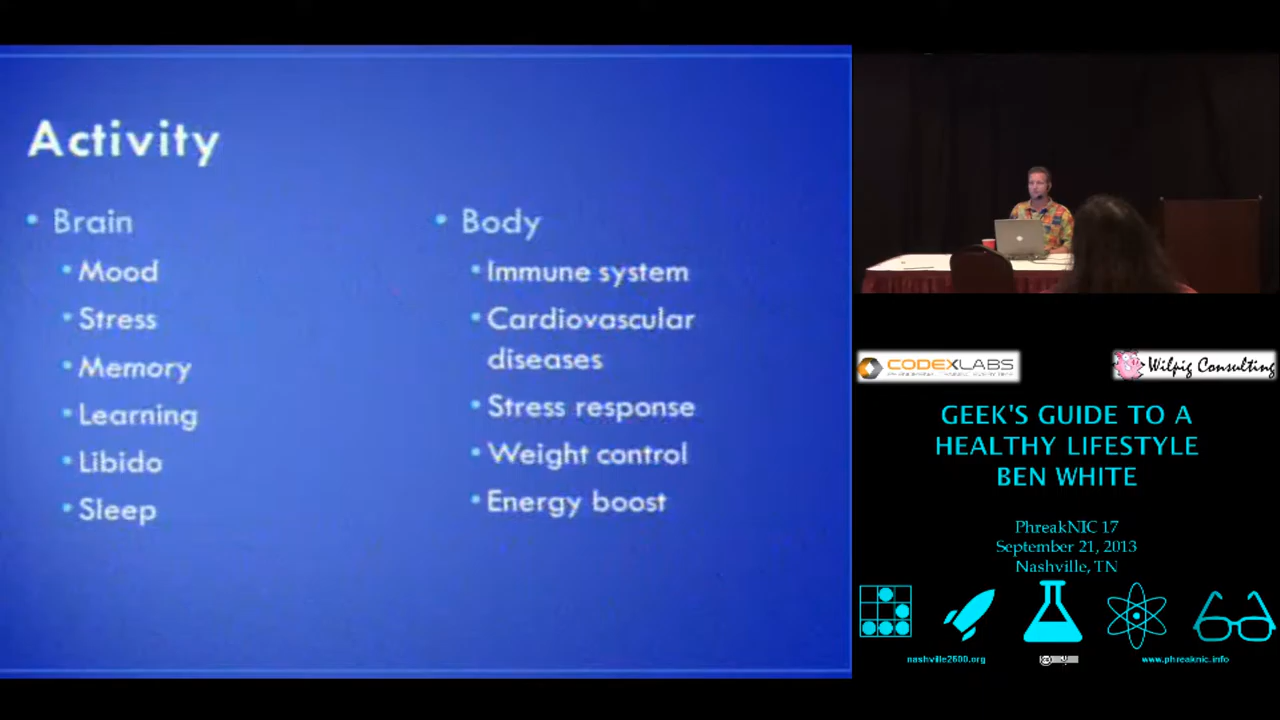 Activity
• Brain
• Mood
• Stress
• Memory
• Learning
• Libido
• Sleep
• Body
• Immune system
• Cardiovascular
diseases
• Stress response
• Weight control
• Energy boost
CODEXLABS
Wilpig Consulting
GEEK'S GUIDE TO A
HEALTHY LIFESTYLE
BEN WHITE
PhreakNIC 17
September 21, 2013
Nashville, TN
nashville2600.org
www.phreaknic.info